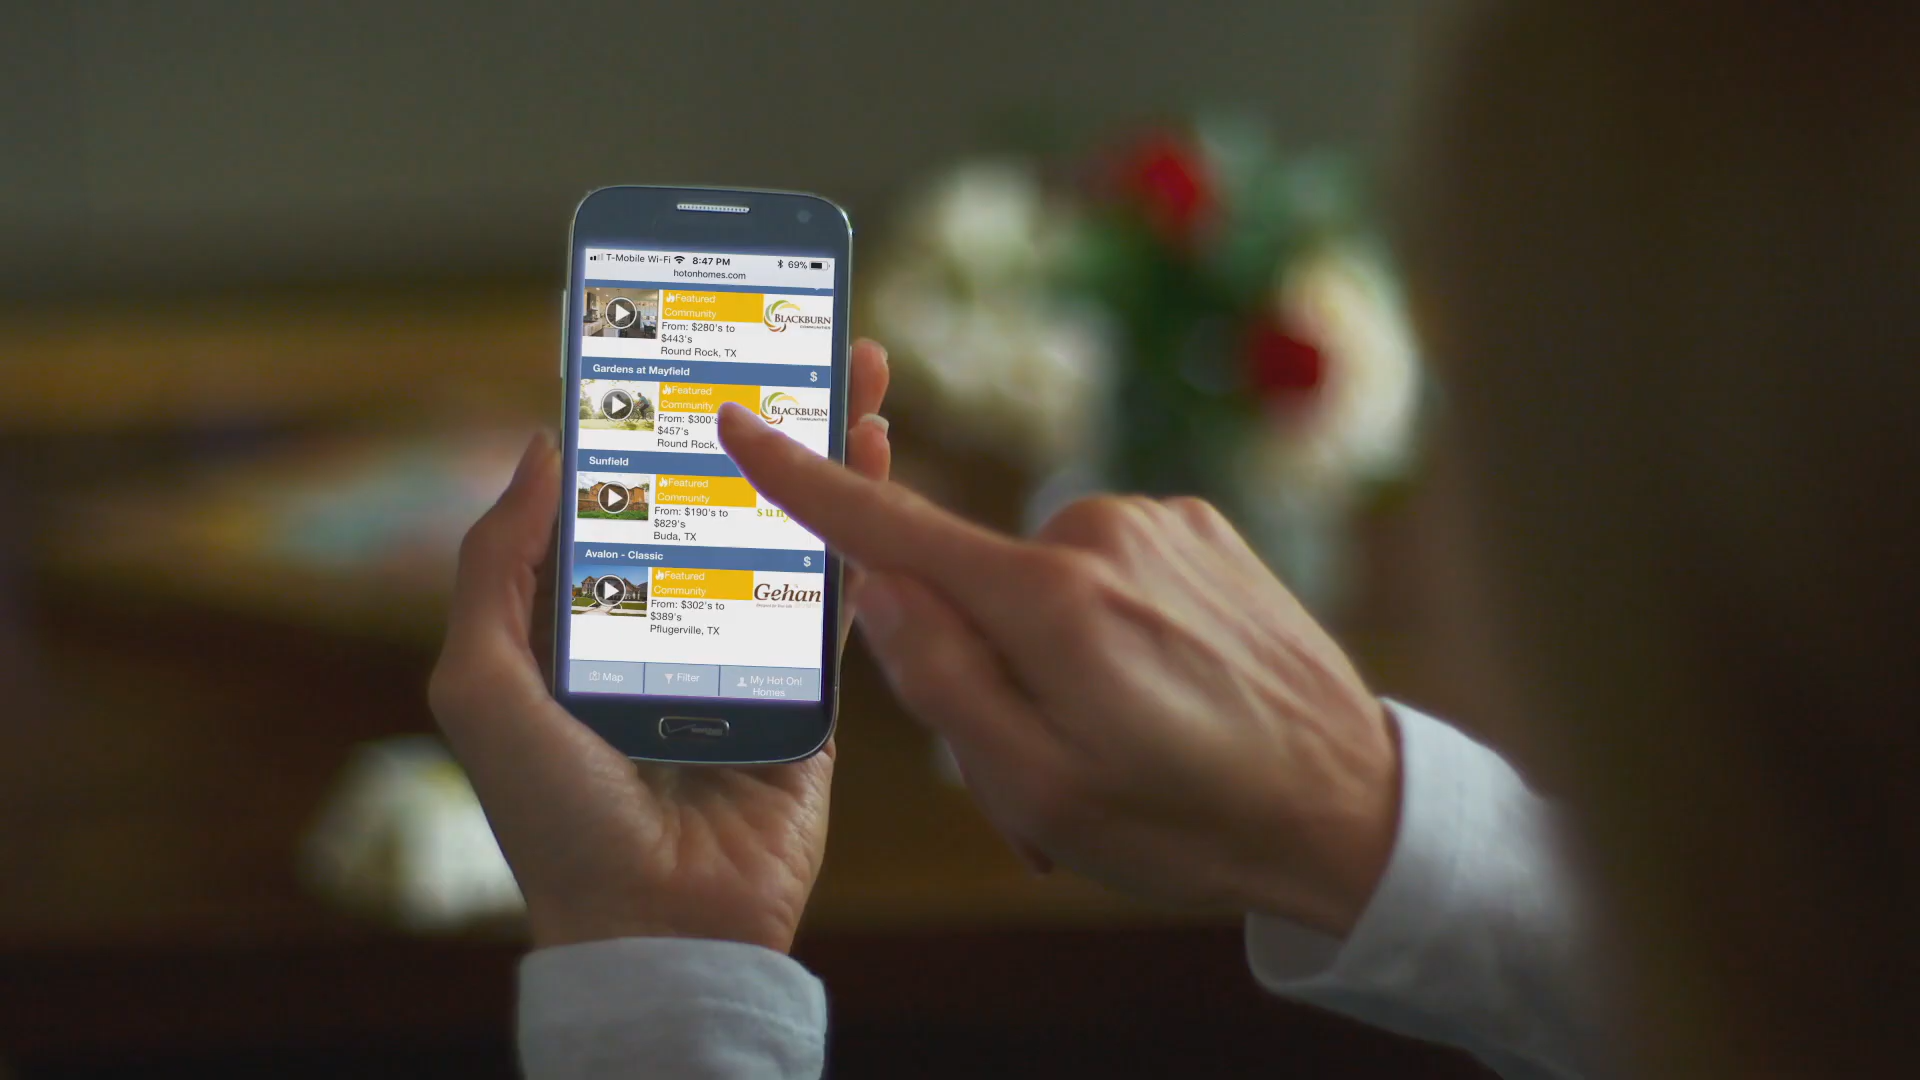 T-Mobile Wi-Fi 8:47 PM 69%
hotonhomes.com
Featured
Community
BLACKBURN
COMMUNITIES
From: $280's to
$443's
Round Rock, TX
Gardens at Mayfield $
Featured
Community
BLACKBURN
COMMUNITIES
From: $300's
$457's
Round Rock,
Sunfield
Featured
Community
From: $190's to
$829's
Buda, TX
Avalon - Classic $
Featured
Community
Gehan
From: $302's to
$389's
Pflugerville, TX
Map
Filter
My Hot On!
Homes